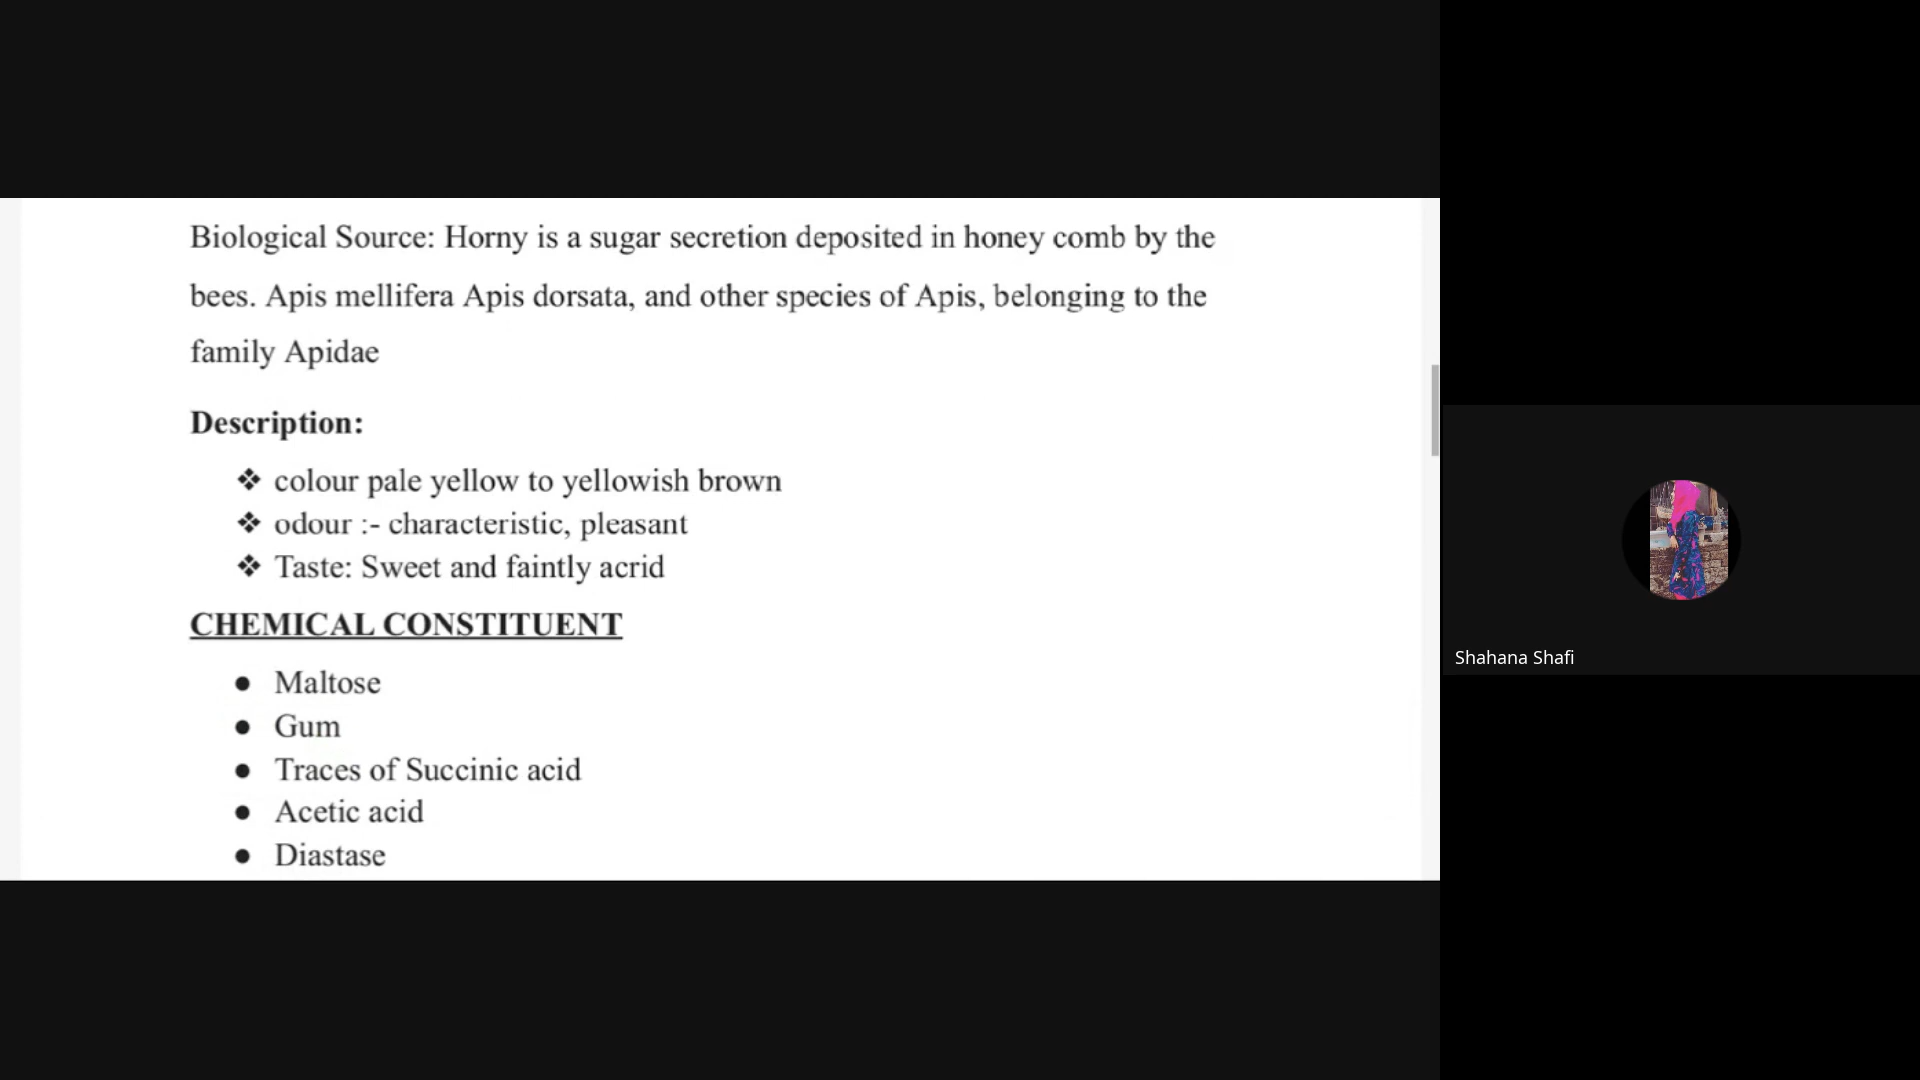 Biological Source: Horny is a sugar secretion deposited in honey comb by the
bees. Apis mellifera Apis dorsata, and other species of Apis, belonging to the
family Apidae
Description:
❖ colour pale yellow to yellowish brown
❖ odour :- characteristic, pleasant
❖ Taste: Sweet and faintly acrid
CHEMICAL CONSTITUENT
● Maltose
● Gum
● Traces of Succinic acid
● Acetic acid
● Diastase
Shahana Shafi